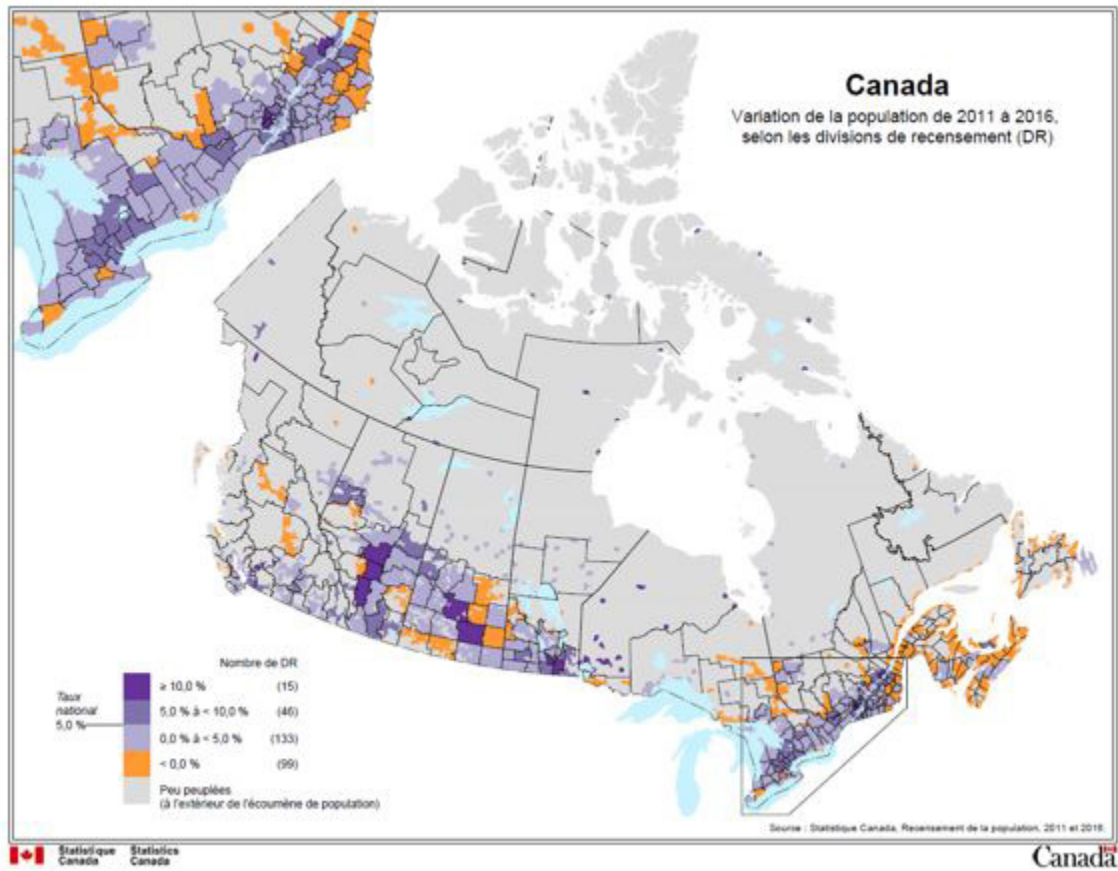 Canada
Variation de la population de 2011 à 2016,
selon les divisions de recensement (DR)
Nombre de DR
≥ 10,0 % (15)
Taux
national
5,0 %
5,0 % à < 10,0 % (46)
0,0 % à < 5,0 % (133)
< 0,0 % (99)
Peu peuplées
(à l'extérieur de l'écoumène de population)
Source : Statistique Canada, Recensement de la population, 2011 et 2016.
Statistique
Canada
Statistics
Canada
Canada